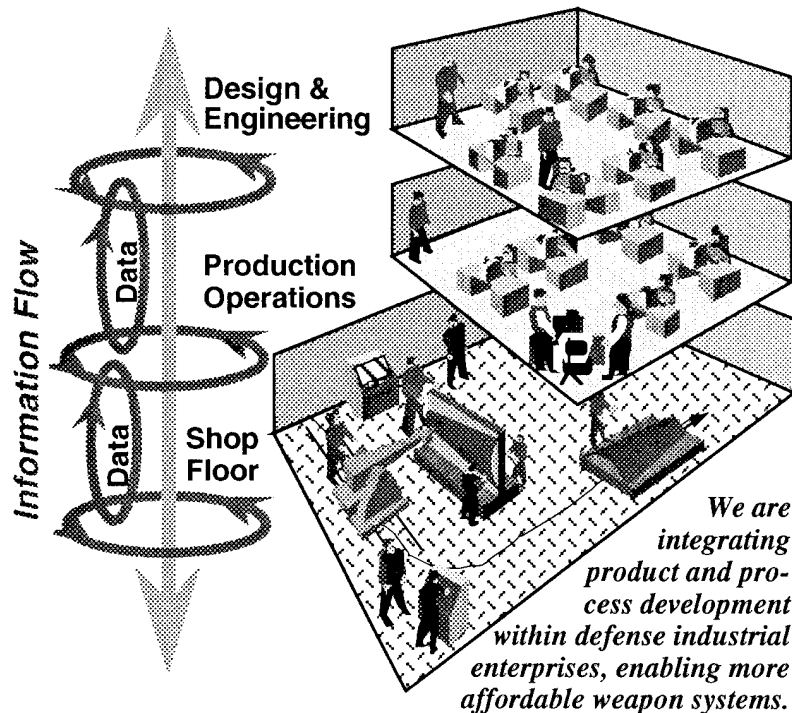 Design &
Engineering
Information Flow
Data
Production
Operations
Data
Shop
Floor
We are
integrating
product and pro-
cess development
within defense industrial
enterprises, enabling more
affordable weapon systems.